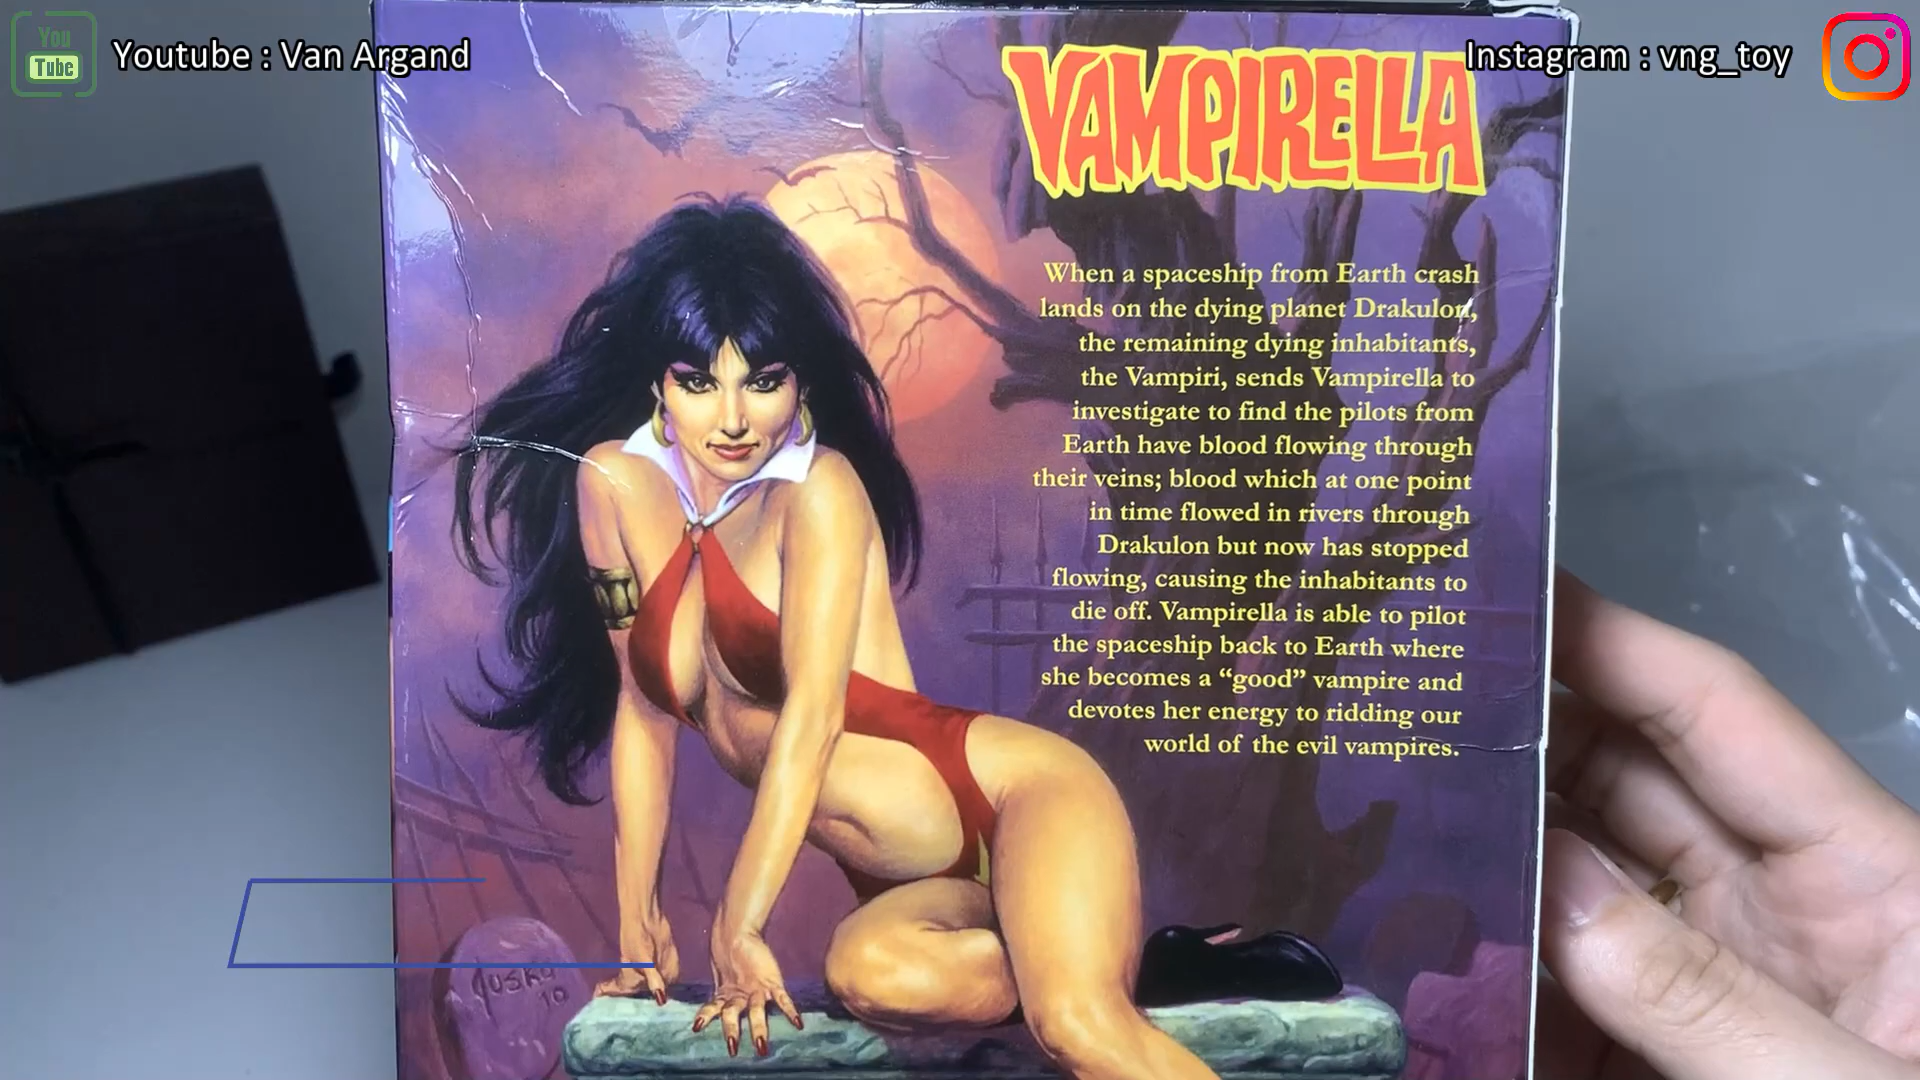 You
Tube
Youtube : Van Argand
Instagram : vng_toy
VAMPIRELLA
When a spaceship from Earth crash
lands on the dying planet Drakulon,
the remaining dying inhabitants,
the Vampiri, sends Vampirella to
investigate to find the pilots from
Earth have blood flowing through
their veins; blood which at one point
in time flowed in rivers through
Drakulon but now has stopped
flowing, causing the inhabitants to
die off. Vampirella is able to pilot
the spaceship back to Earth where
she becomes a “good” vampire and
devotes her energy to ridding our
world of the evil vampires.
Jusko
10